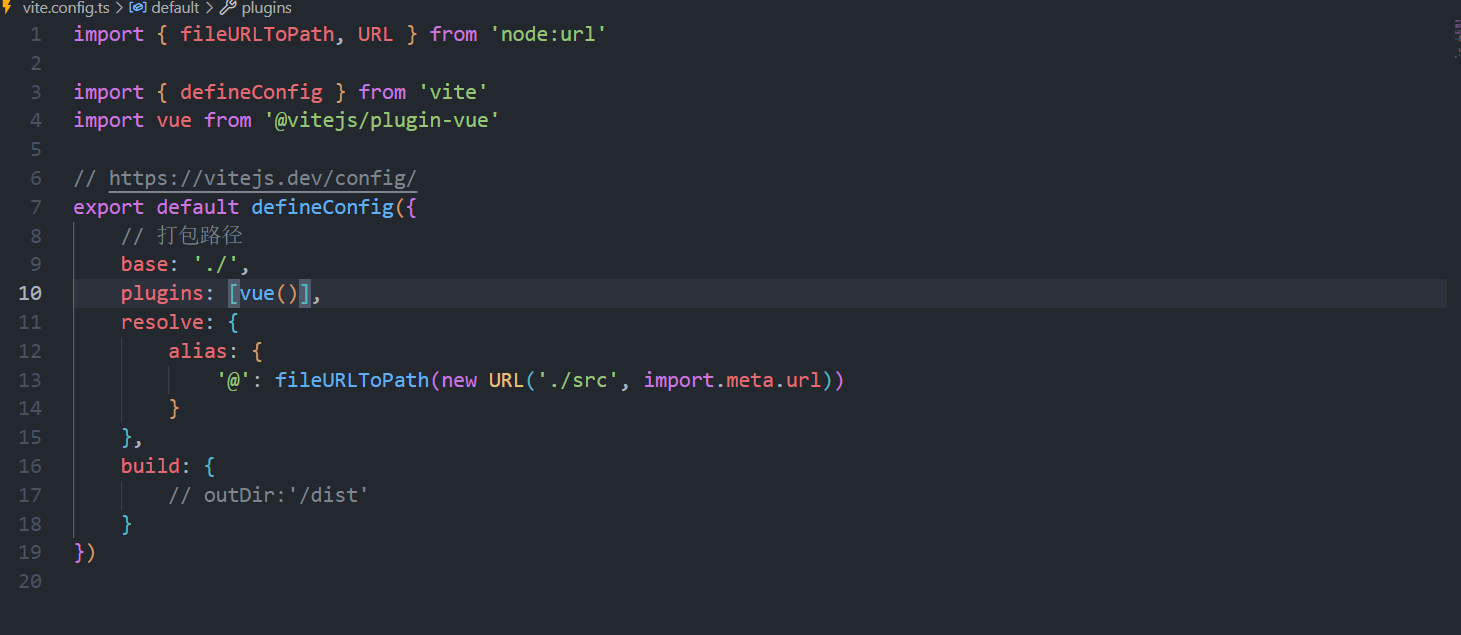 vite.config.ts > default > plugins
1 import { fileURLToPath, URL } from 'node:url'
2
3 import { defineConfig } from 'vite'
4 import vue from '@vitejs/plugin-vue'
5
6 // https://vitejs.dev/config/
7 export default defineConfig({
8     // 打包路径
9     base: './',
10     plugins: [vue()],
11     resolve: {
12         alias: {
13             '@': fileURLToPath(new URL('./src', import.meta.url))
14         }
15     },
16     build: {
17         // outDir:'/dist'
18     }
19 })
20